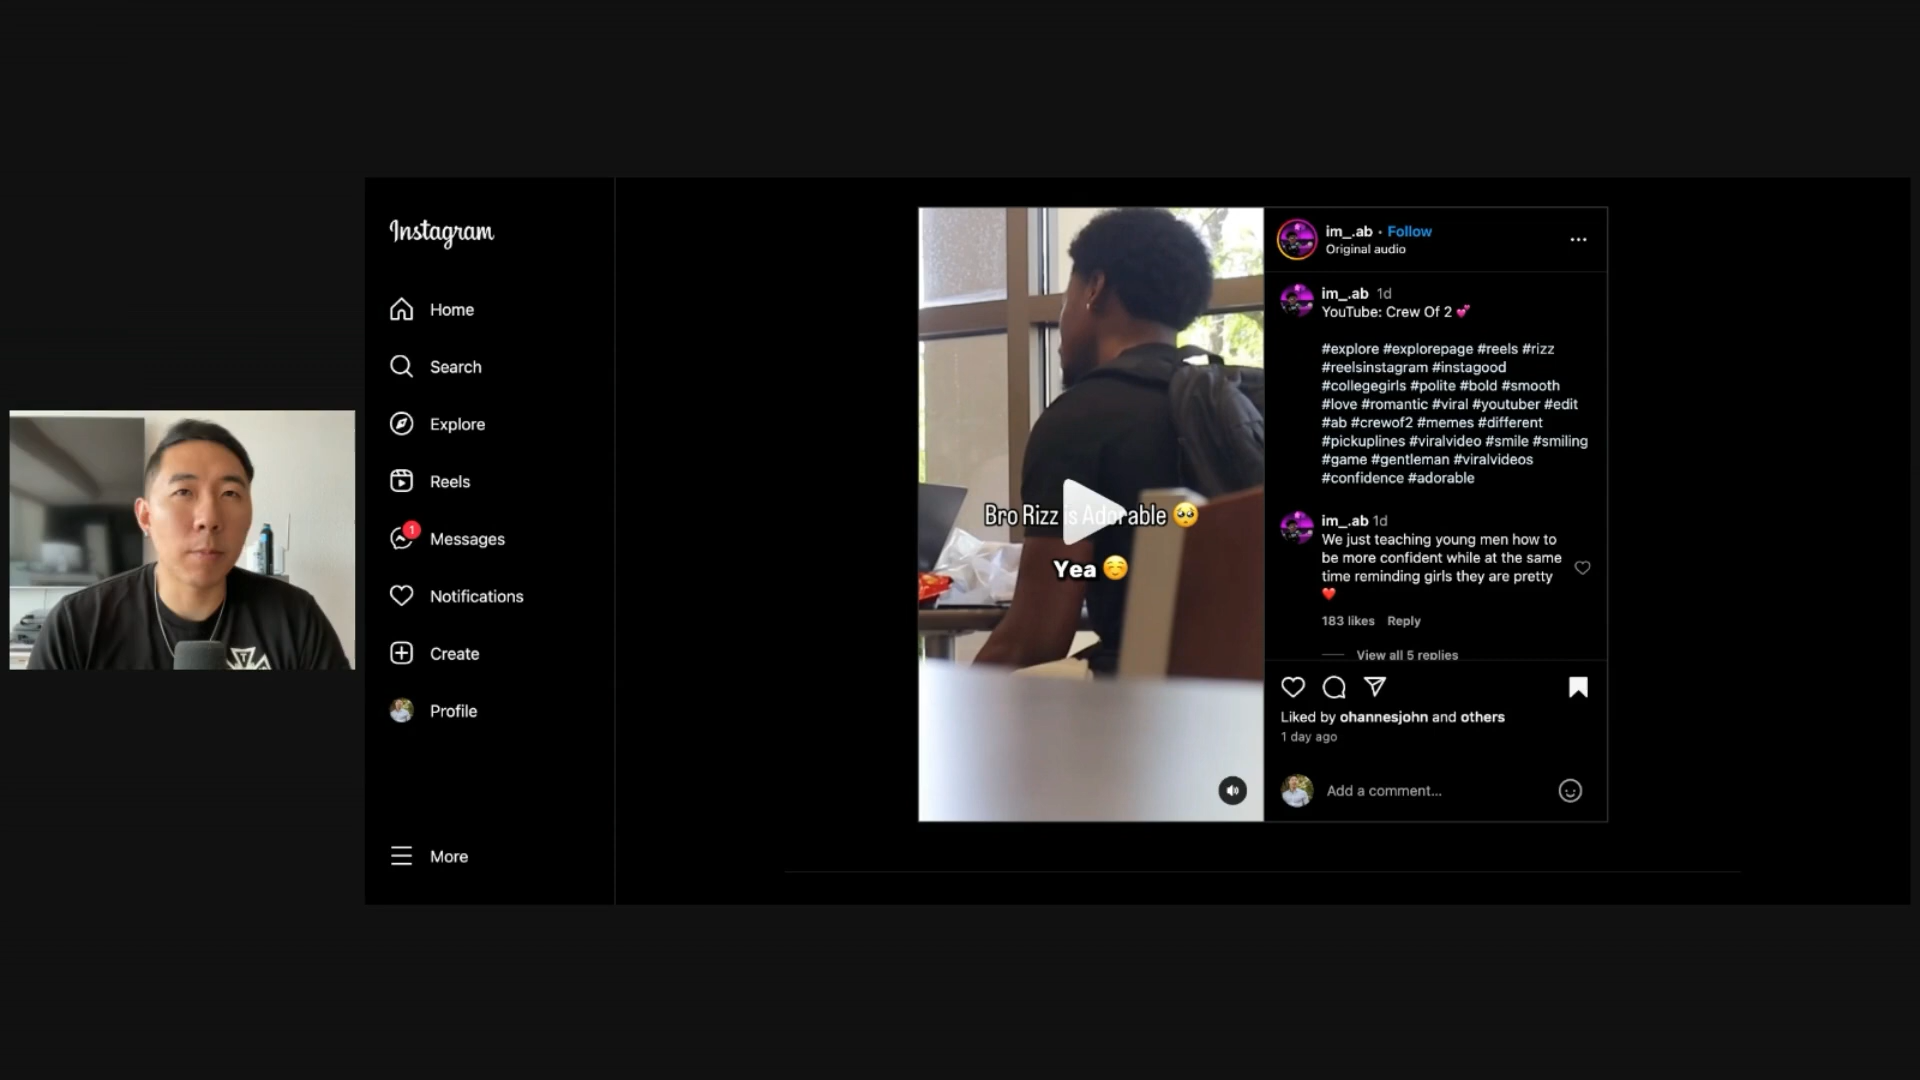 Instagram
Home
Search
Explore
Reels
1
Messages
Notifications
Create
Profile
More
Bro Rizz is Adorable 🥺
Yea ☺️
im_.ab • Follow
Original audio
im_.ab 1d
YouTube: Crew Of 2 💕
#explore #explorepage #reels #rizz
#reelsinstagram #instagood
#collegegirls #polite #bold #smooth
#love #romantic #viral #youtuber #edit
#ab #crewof2 #memes #different
#pickuplines #viralvideo #smile #smiling
#game #gentleman #viralvideos
#confidence #adorable
im_.ab 1d
We just teaching young men how to
be more confident while at the same
time reminding girls they are pretty
❤️
183 likes Reply
View all 5 replies
Liked by ohannesjohn and others
1 day ago
Add a comment...